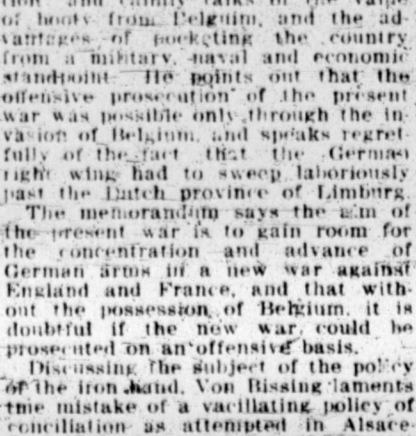 and calmly talks of the value
of booty from Belguim, and the ad-
vantages of pocketing the country
from a military, naval and economic
standpoint. He points out that the
offensive prosecution of the present
war was possible only through the in-
vasion of Belgium, and speaks regret-
fully of the fact that the German
right wing had to sweep laboriously
past the Dutch province of Limburg.
The memorandum says the aim of
the present war is to gain room for
the concentration and advance of
German arms in a new war against
England and France, and that with-
out the possession of Belgium, it is
doubtful if the new war could be
prosecuted on an offensive basis.
Discussing the subject of the policy
of the iron hand, Von Bissing laments
the mistake of a vacillating policy of
conciliation as attempted in Alsace